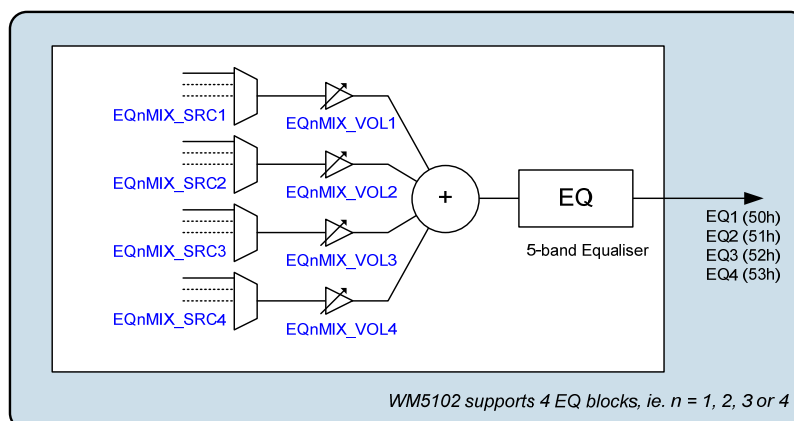 EQnMIX_SRC1
EQnMIX_VOL1
EQnMIX_SRC2
EQnMIX_VOL2
EQnMIX_SRC3
EQnMIX_VOL3
EQnMIX_SRC4
EQnMIX_VOL4
+
EQ
5-band Equaliser
EQ1 (50h)
EQ2 (51h)
EQ3 (52h)
EQ4 (53h)
WM5102 supports 4 EQ blocks, ie. n = 1, 2, 3 or 4